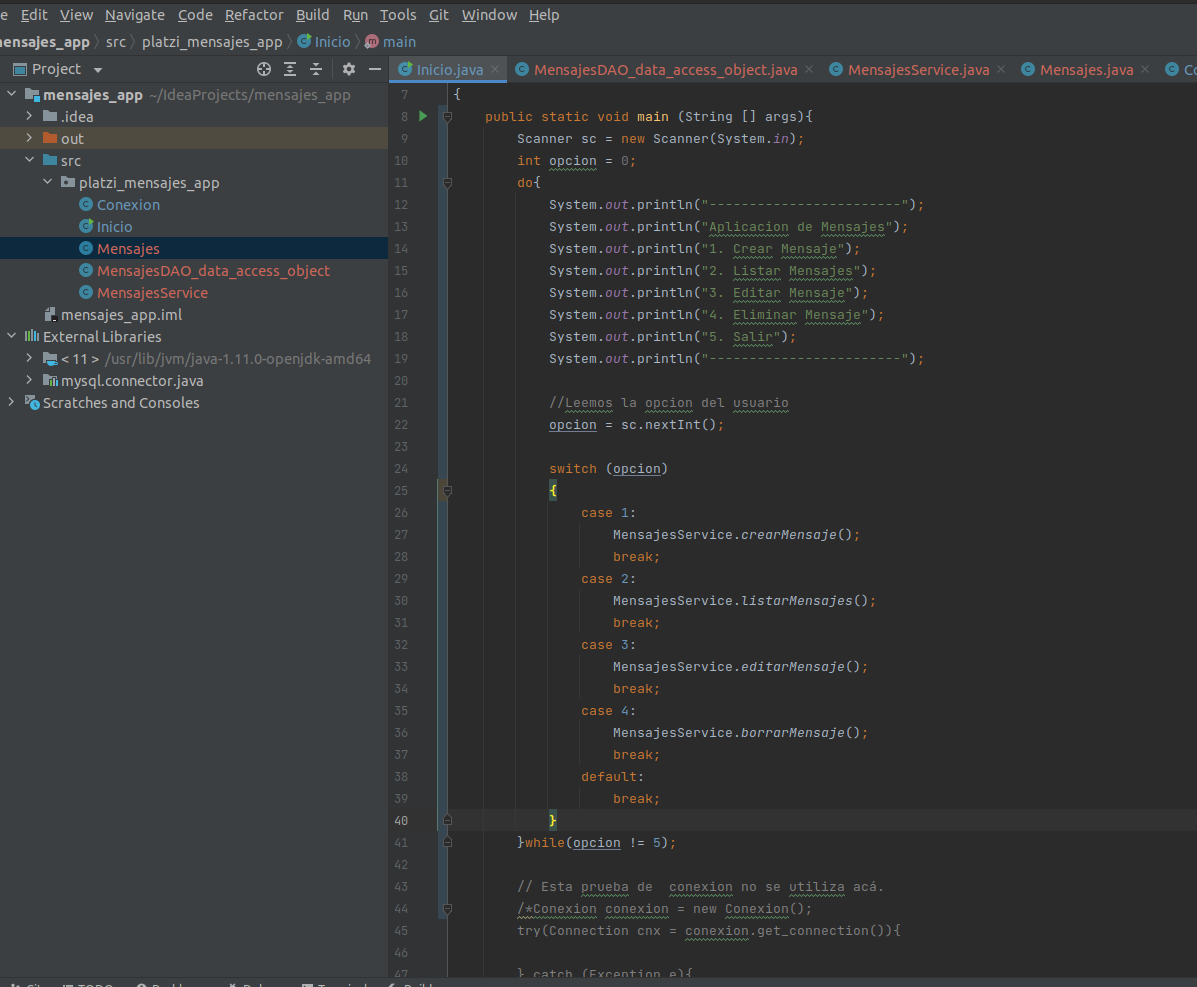 Edit View Navigate Code Refactor Build Run Tools Git Window Help
mensajes_app src platzi_mensajes_app Inicio main
Project
Inicio.java MensajesDAO_data_access_object.java MensajesService.java Mensajes.java
mensajes_app ~/IdeaProjects/mensajes_app
.idea
out
src
platzi_mensajes_app
Conexion
Inicio
Mensajes
MensajesDAO_data_access_object
MensajesService
mensajes_app.iml
External Libraries
< 11 > /usr/lib/jvm/java-1.11.0-openjdk-amd64
mysql.connector.java
Scratches and Consoles
7 {
8 public static void main (String [] args){
9 Scanner sc = new Scanner(System.in);
10 int opcion = 0;
11 do{
12 System.out.println("------------------------");
13 System.out.println("Aplicacion de Mensajes");
14 System.out.println("1. Crear Mensaje");
15 System.out.println("2. Listar Mensajes");
16 System.out.println("3. Editar Mensaje");
17 System.out.println("4. Eliminar Mensaje");
18 System.out.println("5. Salir");
19 System.out.println("------------------------");
20
21 //Leemos la opcion del usuario
22 opcion = sc.nextInt();
23
24 switch (opcion)
25 {
26 case 1:
27 MensajesService.crearMensaje();
28 break;
29 case 2:
30 MensajesService.listarMensajes();
31 break;
32 case 3:
33 MensajesService.editarMensaje();
34 break;
35 case 4:
36 MensajesService.borrarMensaje();
37 break;
38 default:
39 break;
40 }
41 }while(opcion != 5);
42
43 // Esta prueba de  conexion no se utiliza acá.
44 /*Conexion conexion = new Conexion();
45 try(Connection cnx = conexion.get_connection()){
46
47 } catch (Exception e){